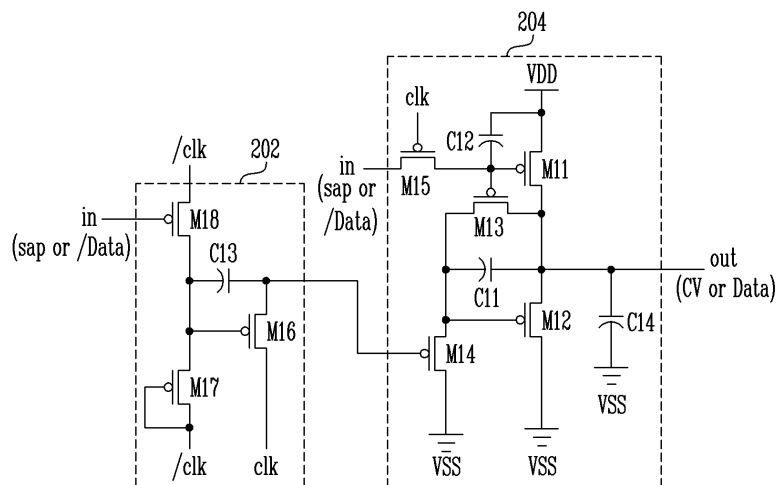 204
VDD
clk
C12
/clk
202
in
(sap or
/Data)
M15
M11
in
(sap or /Data)
M18
M13
C13
out
(CV or Data)
C11
M16
M12
C14
M14
M17
VSS
/clk
clk
VSS
VSS